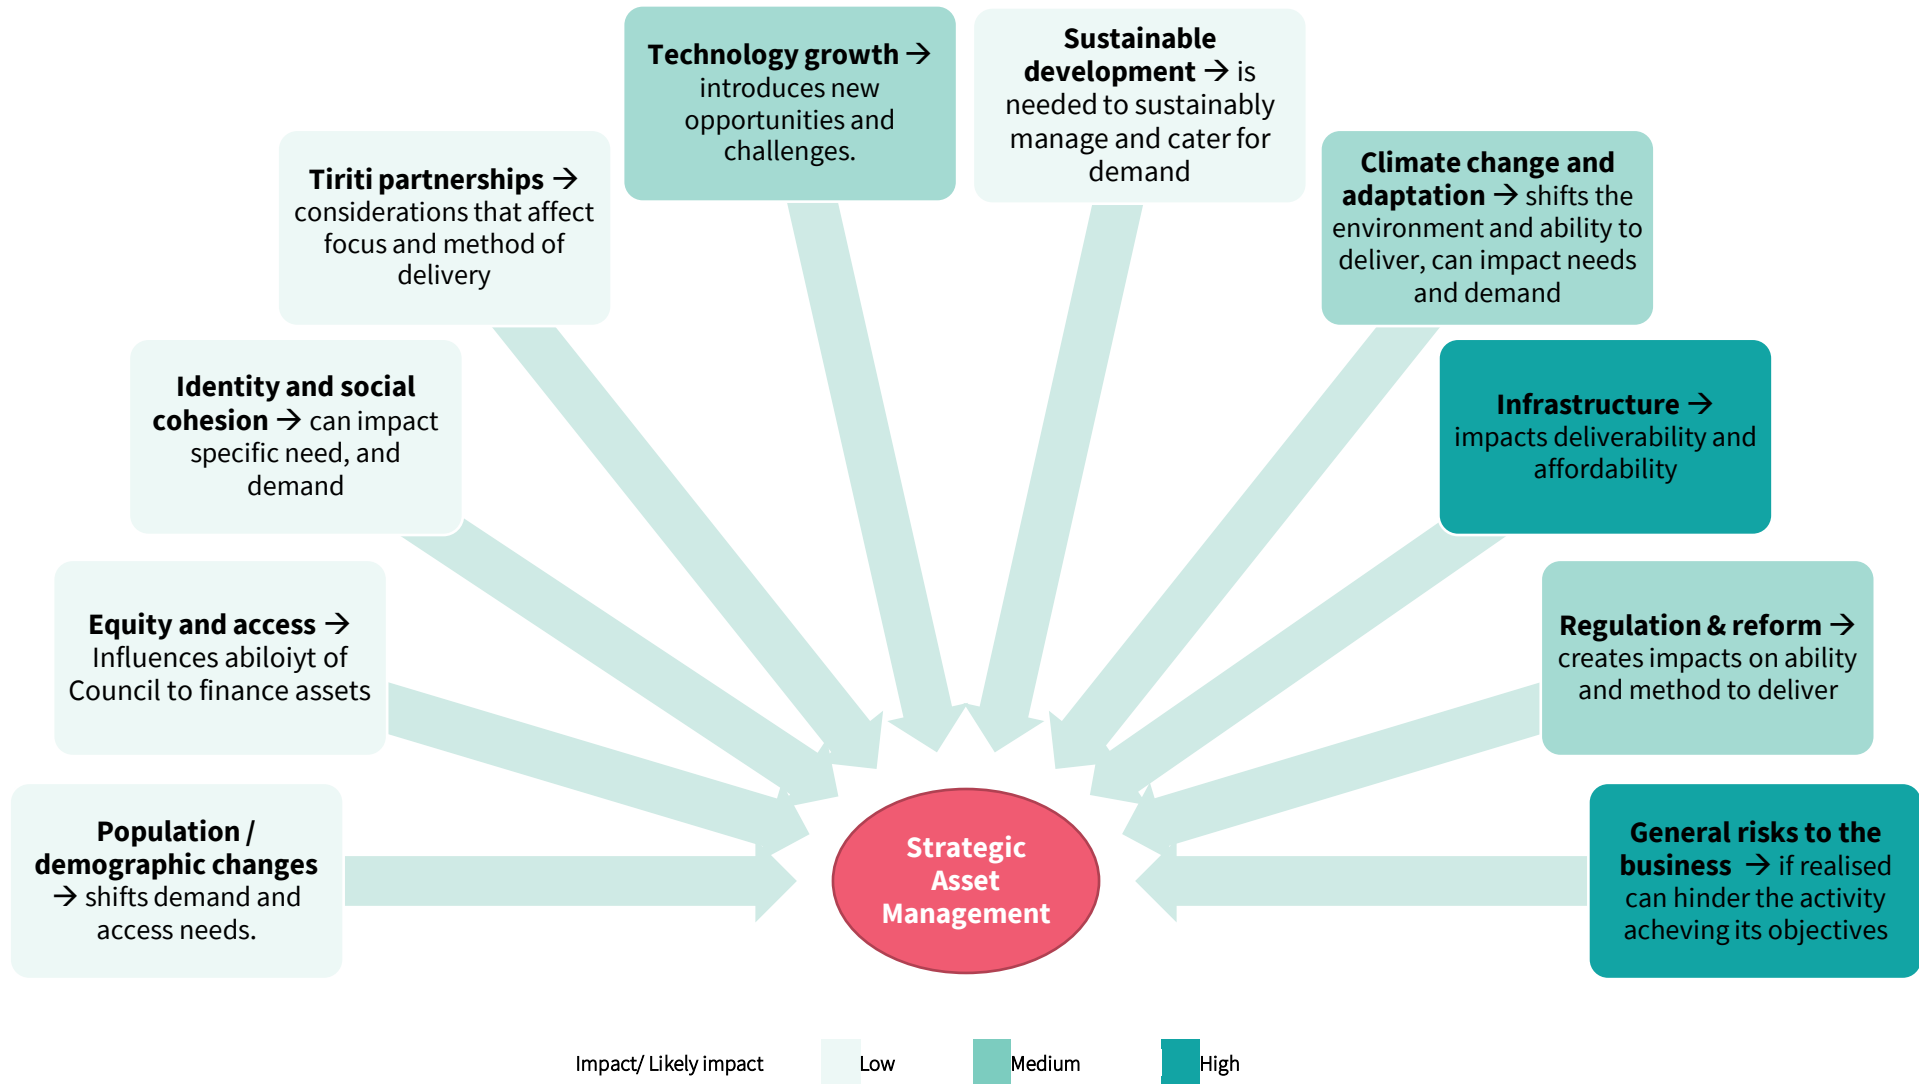 Technology growth →
introduces new
opportunities and
challenges.
Sustainable
development → is
needed to sustainably
manage and cater for
demand
Tiriti partnerships →
considerations that affect
focus and method of
delivery
Climate change and
adaptation → shifts the
environment and ability to
deliver, can impact needs
and demand
Identity and social
cohesion → can impact
specific need, and
demand
Infrastructure →
impacts deliverability and
affordability
Equity and access →
Influences abiloiyt of
Council to finance assets
Regulation & reform →
creates impacts on ability
and method to deliver
Population /
demographic changes
→ shifts demand and
access needs.
Strategic
Asset
Management
General risks to the
business → if realised
can hinder the activity
acheving its objectives
Impact/ Likely impact Low Medium High